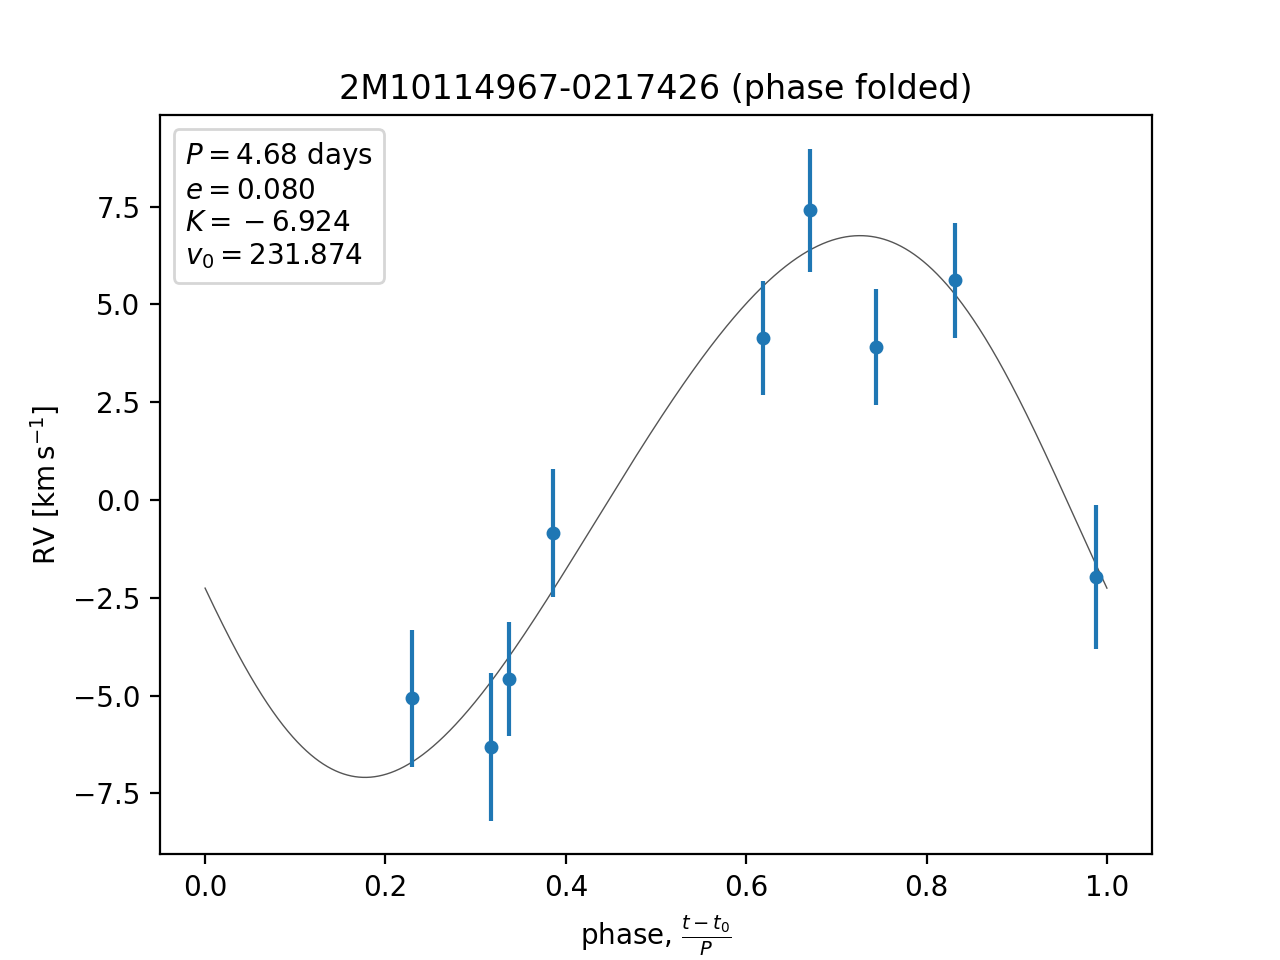 2M10114967-0217426 (phase folded)
P = 4.68 days
e = 0.080
K = −6.924
v₀ = 231.874
7.5
5.0
2.5
0.0
−2.5
−5.0
−7.5
RV [km s⁻¹]
0.0 0.2 0.4 0.6 0.8 1.0
phase, (t − t₀)/P